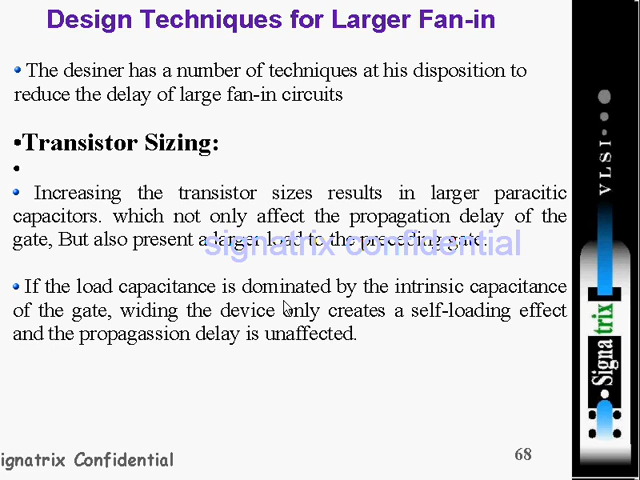 Design Techniques for Larger Fan-in
• The desiner has a number of techniques at his disposition to
reduce the delay of large fan-in circuits
•Transistor Sizing:
•
• Increasing the transistor sizes results in larger paracitic
capacitors. which not only affect the propagation delay of the
gate, But also present a larger load to the preceding gate.
signatrix confidential
• If the load capacitance is dominated by the intrinsic capacitance
of the gate, widing the device only creates a self-loading effect
and the propagassion delay is unaffected.
68
ignatrix Confidential
VLSI
Signatrix